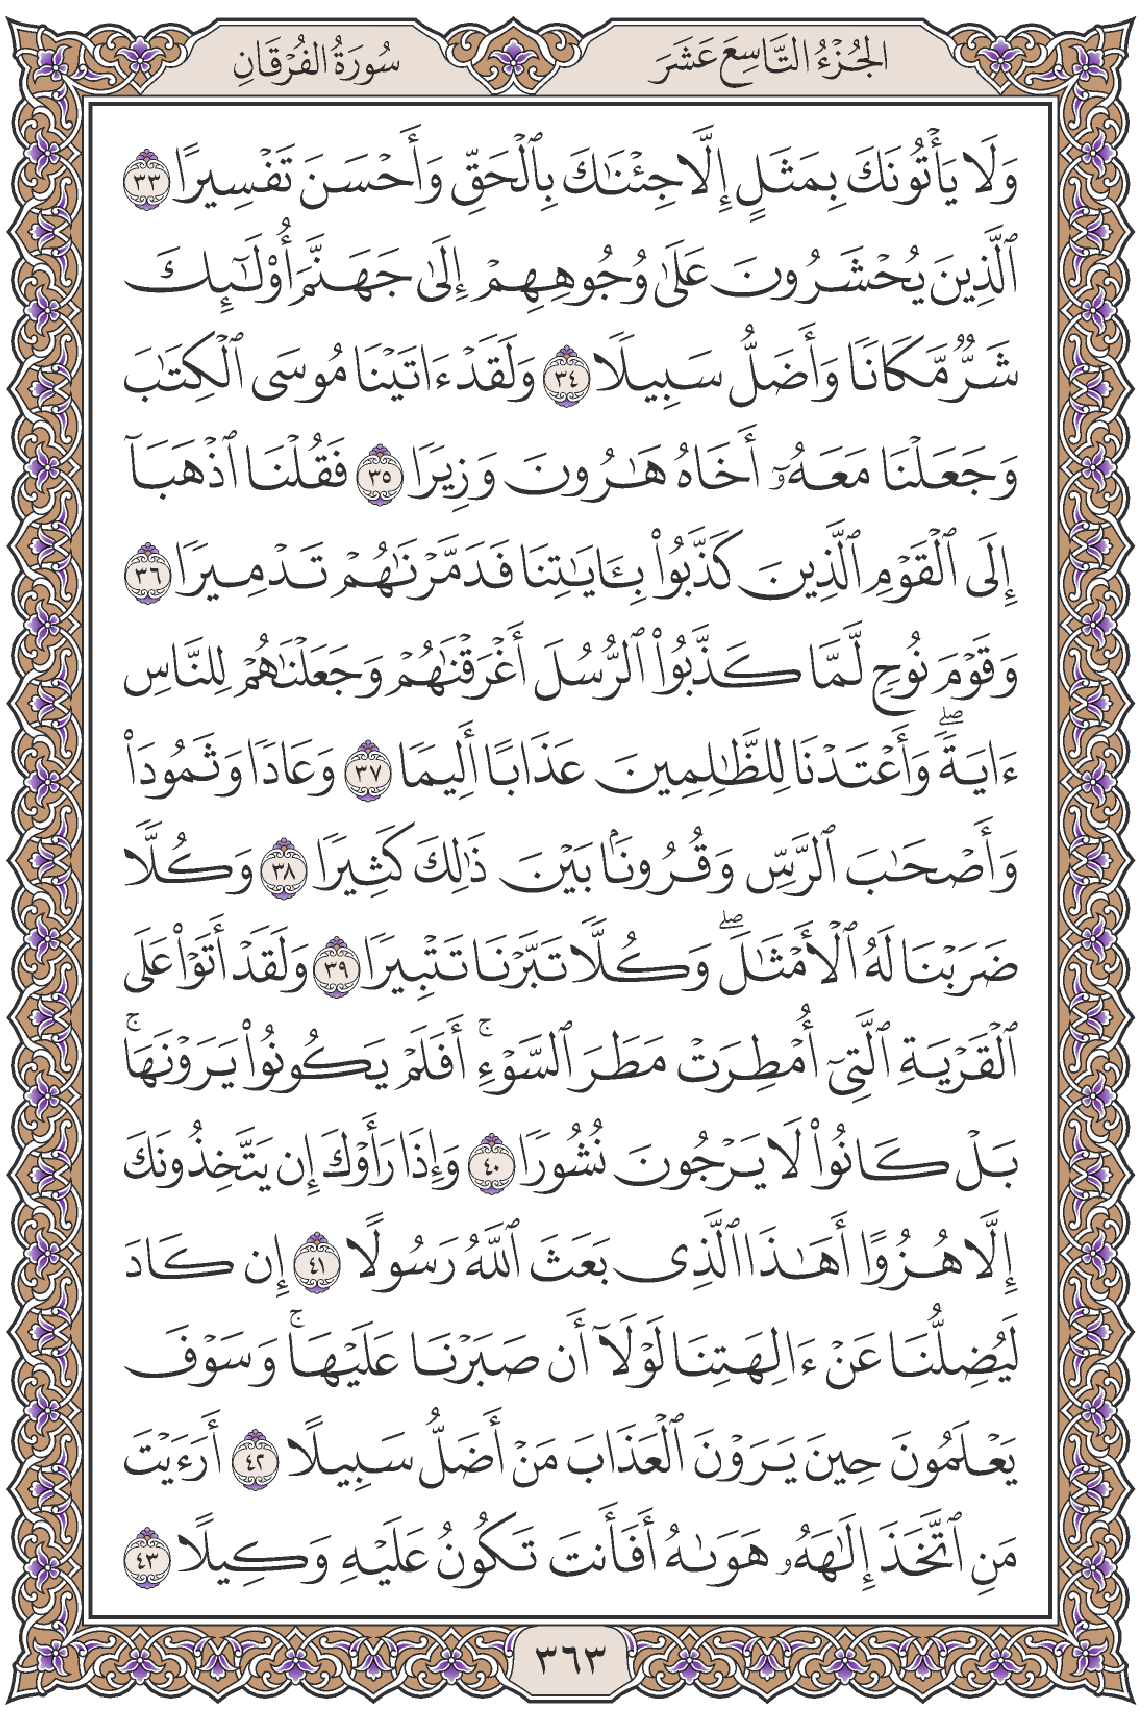 الجُزْءُ التَّاسِعَ عَشَرَ
سُورَةُ الفُرْقَانِ
وَلَا يَأْتُونَكَ بِمَثَلٍ إِلَّا جِئْنَٰكَ بِالْحَقِّ وَأَحْسَنَ تَفْسِيرًا ٣٣
ٱلَّذِينَ يُحْشَرُونَ عَلَىٰ وُجُوهِهِمْ إِلَىٰ جَهَنَّمَ أُوْلَٰٓئِكَ
شَرٌّ مَّكَانًا وَأَضَلُّ سَبِيلًا ٣٤ وَلَقَدْ ءَاتَيْنَا مُوسَى ٱلْكِتَٰبَ
وَجَعَلْنَا مَعَهُۥٓ أَخَاهُ هَٰرُونَ وَزِيرًا ٣٥ فَقُلْنَا ٱذْهَبَآ
إِلَى ٱلْقَوْمِ ٱلَّذِينَ كَذَّبُوا۟ بِـَٔايَٰتِنَا فَدَمَّرْنَٰهُمْ تَدْمِيرًا ٣٦
وَقَوْمَ نُوحٍ لَّمَّا كَذَّبُوا۟ ٱلرُّسُلَ أَغْرَقْنَٰهُمْ وَجَعَلْنَٰهُمْ لِلنَّاسِ
ءَايَةً ۖ وَأَعْتَدْنَا لِلظَّٰلِمِينَ عَذَابًا أَلِيمًا ٣٧ وَعَادًا وَثَمُودَا۟
وَأَصْحَٰبَ ٱلرَّسِّ وَقُرُونًۢا بَيْنَ ذَٰلِكَ كَثِيرًا ٣٨ وَكُلًّا
ضَرَبْنَا لَهُ ٱلْأَمْثَٰلَ ۖ وَكُلًّا تَبَّرْنَا تَتْبِيرًا ٣٩ وَلَقَدْ أَتَوْا۟ عَلَى
ٱلْقَرْيَةِ ٱلَّتِىٓ أُمْطِرَتْ مَطَرَ ٱلسَّوْءِ ۚ أَفَلَمْ يَكُونُوا۟ يَرَوْنَهَا ۚ
بَلْ كَانُوا۟ لَا يَرْجُونَ نُشُورًا ٤٠ وَإِذَا رَأَوْكَ إِن يَتَّخِذُونَكَ
إِلَّا هُزُوًا أَهَٰذَا ٱلَّذِى بَعَثَ ٱللَّهُ رَسُولًا ٤١ إِن كَادَ
لَيُضِلُّنَا عَنْ ءَالِهَتِنَا لَوْلَآ أَن صَبَرْنَا عَلَيْهَا ۚ وَسَوْفَ
يَعْلَمُونَ حِينَ يَرَوْنَ ٱلْعَذَابَ مَنْ أَضَلُّ سَبِيلًا ٤٢ أَرَءَيْتَ
مَنِ ٱتَّخَذَ إِلَٰهَهُۥ هَوَىٰهُ أَفَأَنتَ تَكُونُ عَلَيْهِ وَكِيلًا ٤٣
٣٦٣